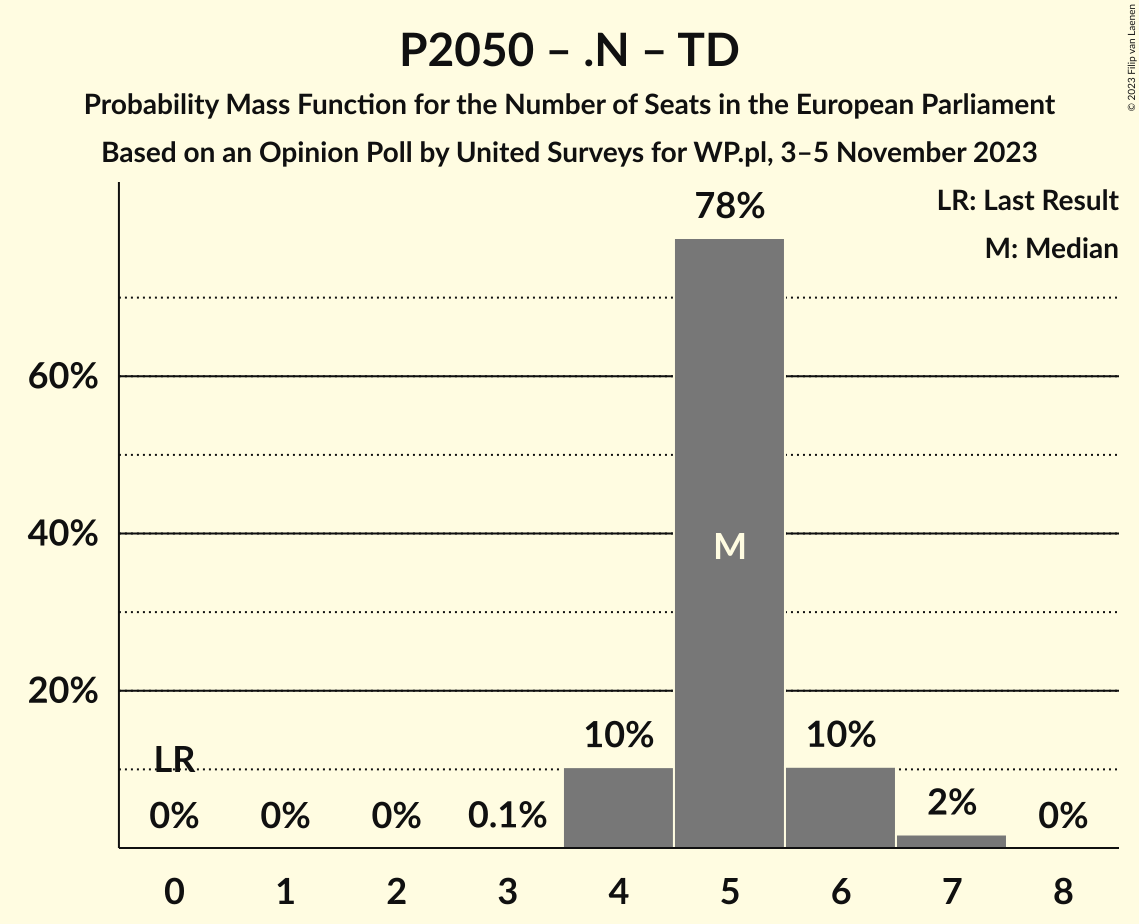 P2050 – .N – TD
Probability Mass Function for the Number of Seats in the European Parliament
Based on an Opinion Poll by United Surveys for WP.pl, 3–5 November 2023
© 2023 Filip van Laenen
LR: Last Result
M: Median
78%
60%
40%
M
20%
10%
10%
LR
0%
0%
0%
0.1%
2%
0%
0 1 2 3 4 5 6 7 8